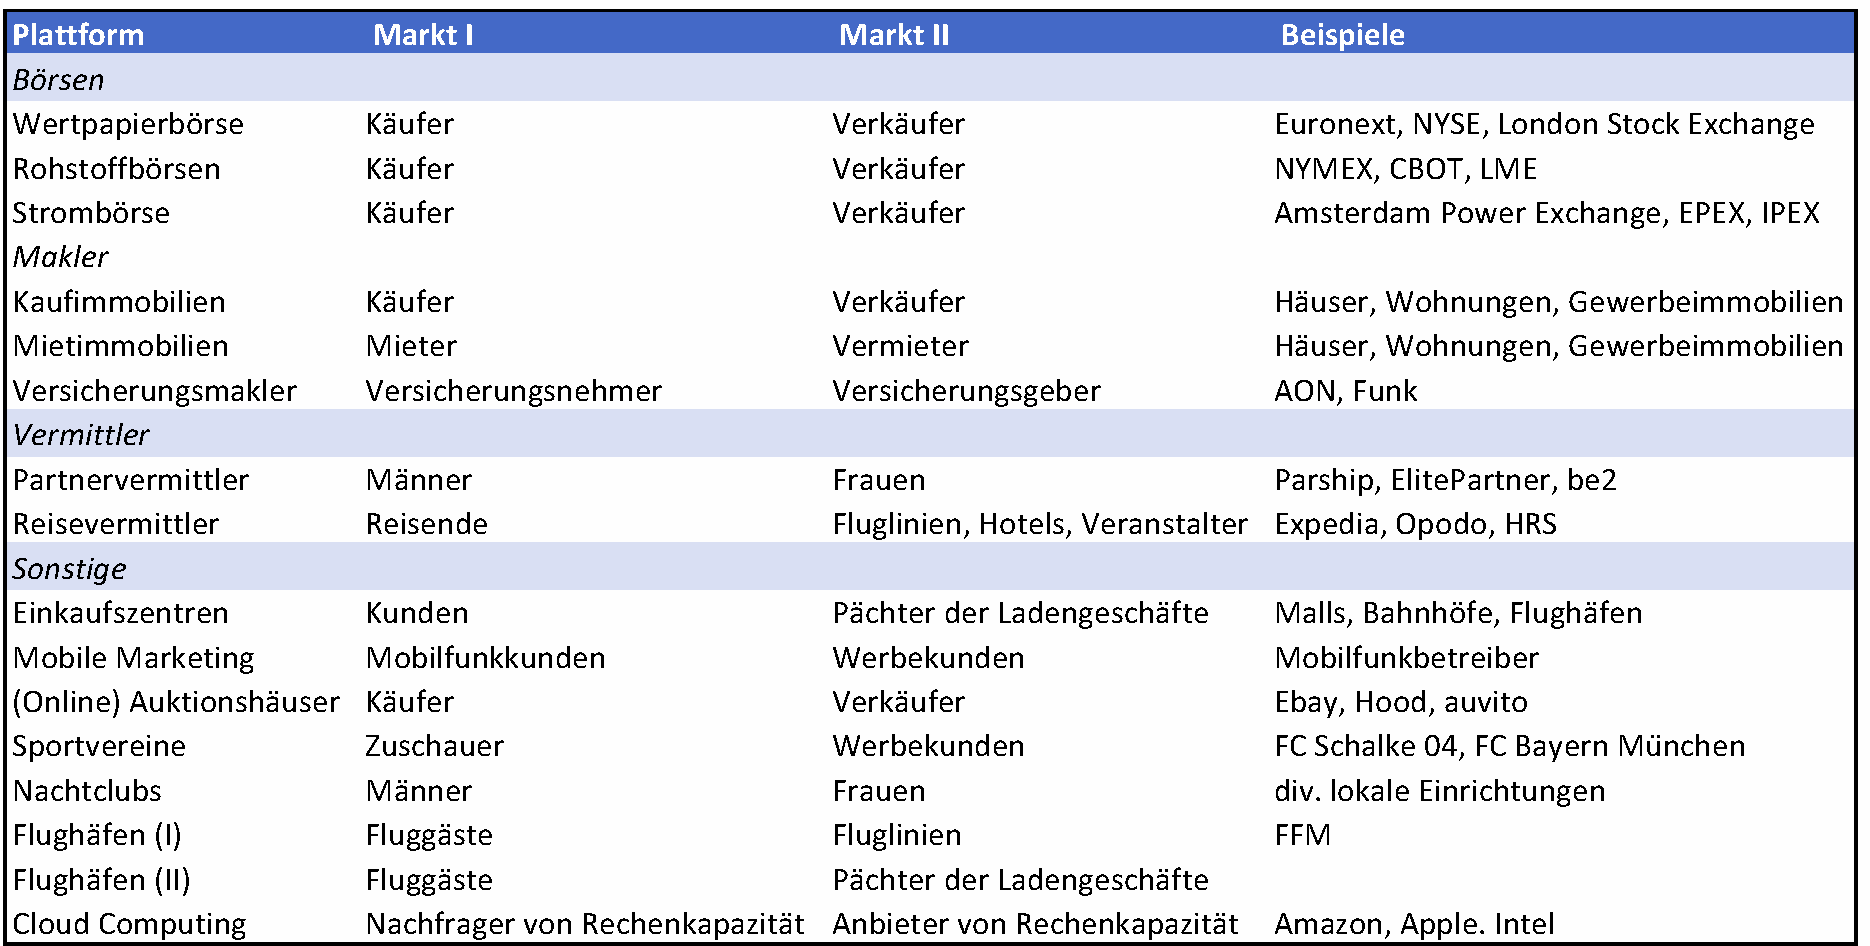 Plattform Markt I Markt II Beispiele
Börsen
Wertpapierbörse Käufer Verkäufer Euronext, NYSE, London Stock Exchange
Rohstoffbörsen Käufer Verkäufer NYMEX, CBOT, LME
Strombörse Käufer Verkäufer Amsterdam Power Exchange, EPEX, IPEX
Makler
Kaufimmobilien Käufer Verkäufer Häuser, Wohnungen, Gewerbeimmobilien
Mietimmobilien Mieter Vermieter Häuser, Wohnungen, Gewerbeimmobilien
Versicherungsmakler Versicherungsnehmer Versicherungsgeber AON, Funk
Vermittler
Partnervermittler Männer Frauen Parship, ElitePartner, be2
Reisevermittler Reisende Fluglinien, Hotels, Veranstalter Expedia, Opodo, HRS
Sonstige
Einkaufszentren Kunden Pächter der Ladengeschäfte Malls, Bahnhöfe, Flughäfen
Mobile Marketing Mobilfunkkunden Werbekunden Mobilfunkbetreiber
(Online) Auktionshäuser Käufer Verkäufer Ebay, Hood, auvito
Sportvereine Zuschauer Werbekunden FC Schalke 04, FC Bayern München
Nachtclubs Männer Frauen div. lokale Einrichtungen
Flughäfen (I) Fluggäste Fluglinien FFM
Flughäfen (II) Fluggäste Pächter der Ladengeschäfte
Cloud Computing Nachfrager von Rechenkapazität Anbieter von Rechenkapazität Amazon, Apple. Intel